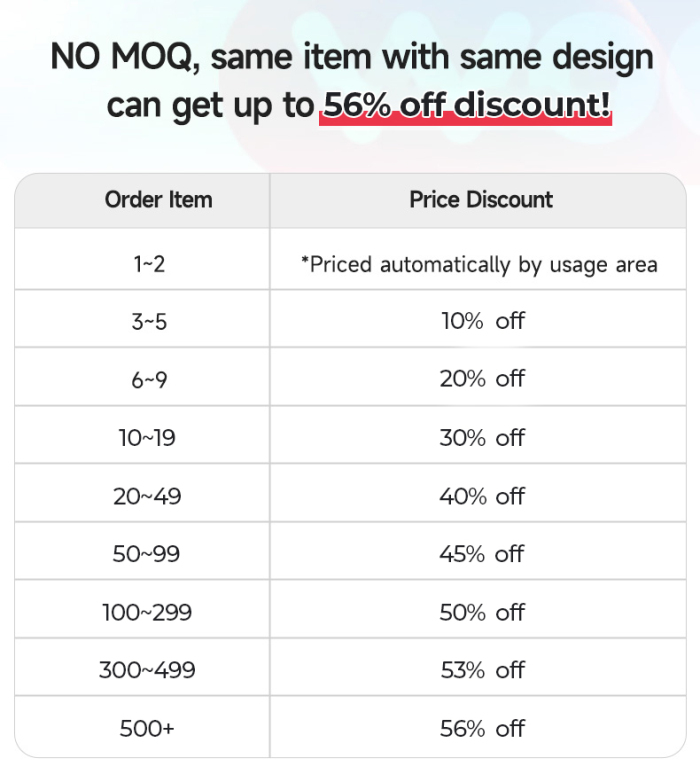 NO MOQ, same item with same design
can get up to 56% off discount!
Order Item Price Discount
1~2 *Priced automatically by usage area
3~5 10% off
6~9 20% off
10~19 30% off
20~49 40% off
50~99 45% off
100~299 50% off
300~499 53% off
500+ 56% off